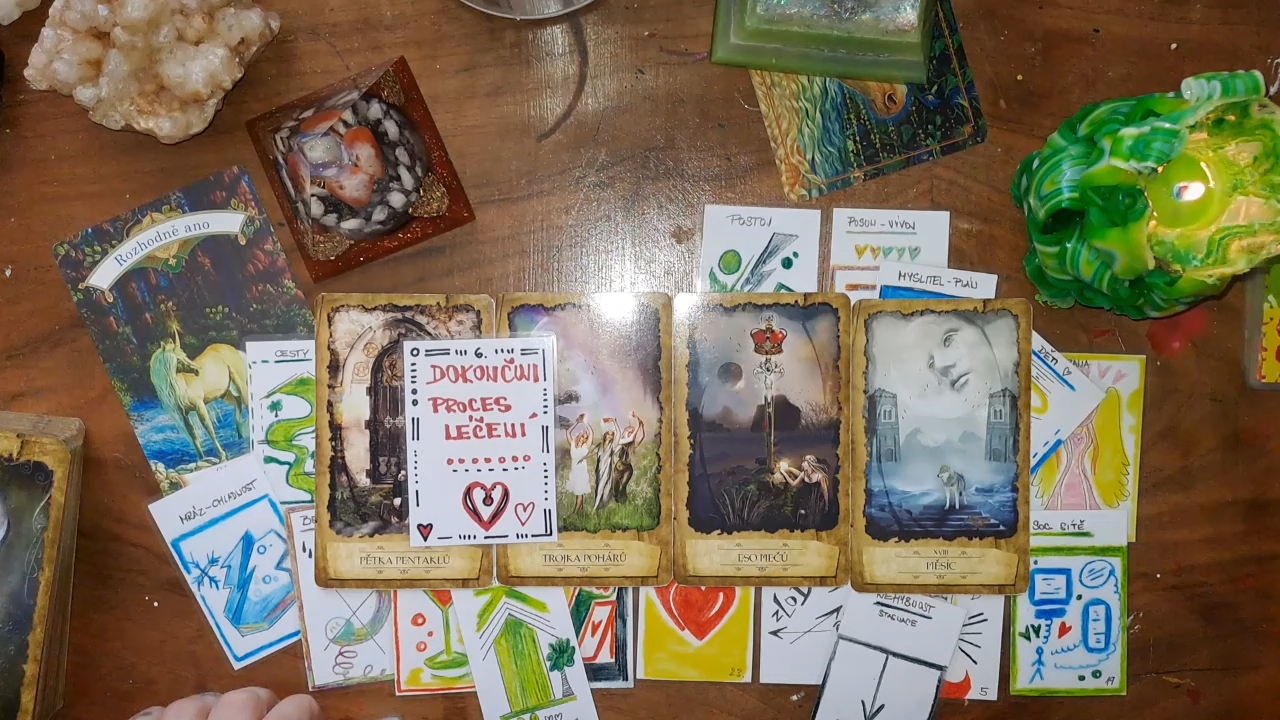 Rozhodně ano
POSTOJ
POSUN-VÝVOJ
MYSLITEL-PLÁN
CESTY
DĚTI
6.
DOKONČI
PROCES
LÉČENÍ
MRÁZ-CHLADNOST
PĚTKA PENTAKLŮ
TROJKA POHÁRŮ
ESO MEČŮ
XVIII
MĚSÍC
SOC. SÍTĚ
NEHYBNOST
STAGNACE
23
5
19